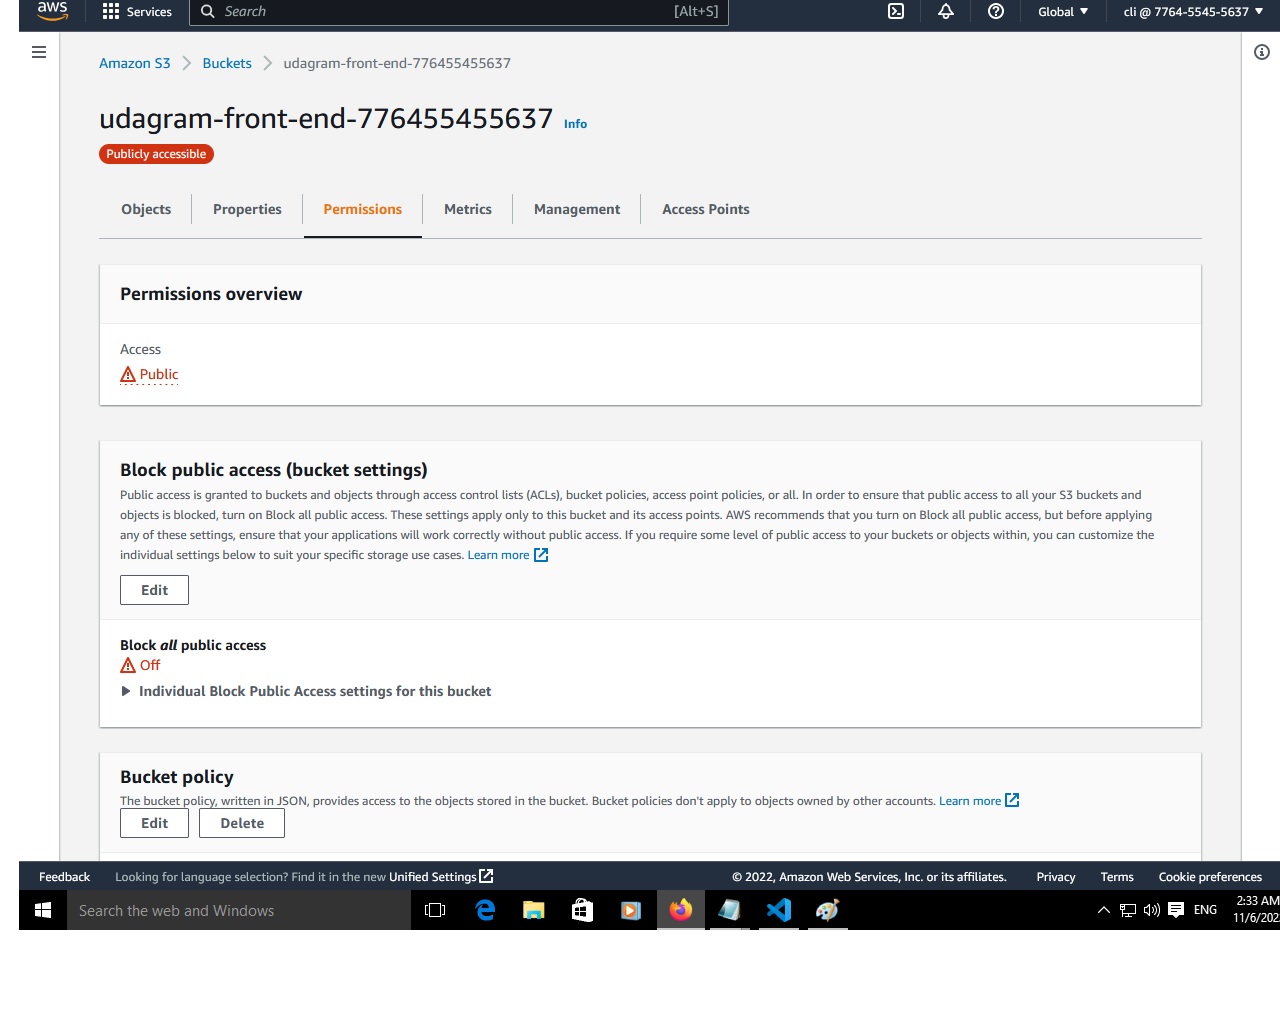 aws
Services
Search
[Alt+S]
Global
cli @ 7764-5545-5637
Amazon S3 > Buckets > udagram-front-end-776455455637
udagram-front-end-776455455637 Info
Publicly accessible
Objects
Properties
Permissions
Metrics
Management
Access Points
Permissions overview
Access
Public
Block public access (bucket settings)
Public access is granted to buckets and objects through access control lists (ACLs), bucket policies, access point policies, or all. In order to ensure that public access to all your S3 buckets and
objects is blocked, turn on Block all public access. These settings apply only to this bucket and its access points. AWS recommends that you turn on Block all public access, but before applying
any of these settings, ensure that your applications will work correctly without public access. If you require some level of public access to your buckets or objects within, you can customize the
individual settings below to suit your specific storage use cases. Learn more
Edit
Block all public access
Off
Individual Block Public Access settings for this bucket
Bucket policy
The bucket policy, written in JSON, provides access to the objects stored in the bucket. Bucket policies don't apply to objects owned by other accounts. Learn more
Edit
Delete
Feedback
Looking for language selection? Find it in the new Unified Settings
© 2022, Amazon Web Services, Inc. or its affiliates.
Privacy
Terms
Cookie preferences
Search the web and Windows
ENG
2:33 AM
11/6/202